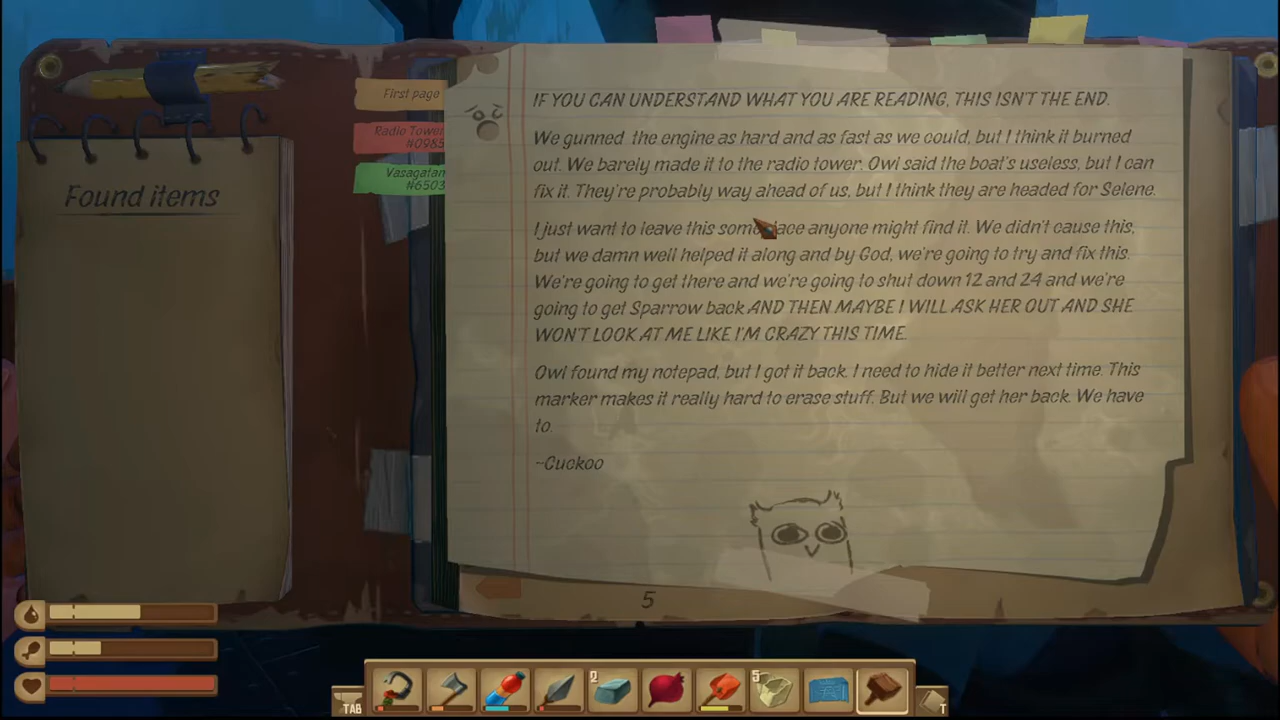 First page
Radio Tower
#0985
Vasagatan
#6503
Found items
IF YOU CAN UNDERSTAND WHAT YOU ARE READING, THIS ISN'T THE END.
We gunned the engine as hard and as fast as we could, but I think it burned
out. We barely made it to the radio tower. Owl said the boat's useless, but I can
fix it. They're probably way ahead of us, but I think they are headed for Selene.
I just want to leave this some place anyone might find it. We didn't cause this,
but we damn well helped it along and by God, we're going to try and fix this.
We're going to get there and we're going to shut down 12 and 24 and we're
going to get Sparrow back AND THEN MAYBE I WILL ASK HER OUT AND SHE
WON'T LOOK AT ME LIKE I'M CRAZY THIS TIME.
Owl found my notepad, but I got it back. I need to hide it better next time. This
marker makes it really hard to erase stuff. But we will get her back. We have
to.
~Cuckoo
5
2
5
TAB
T